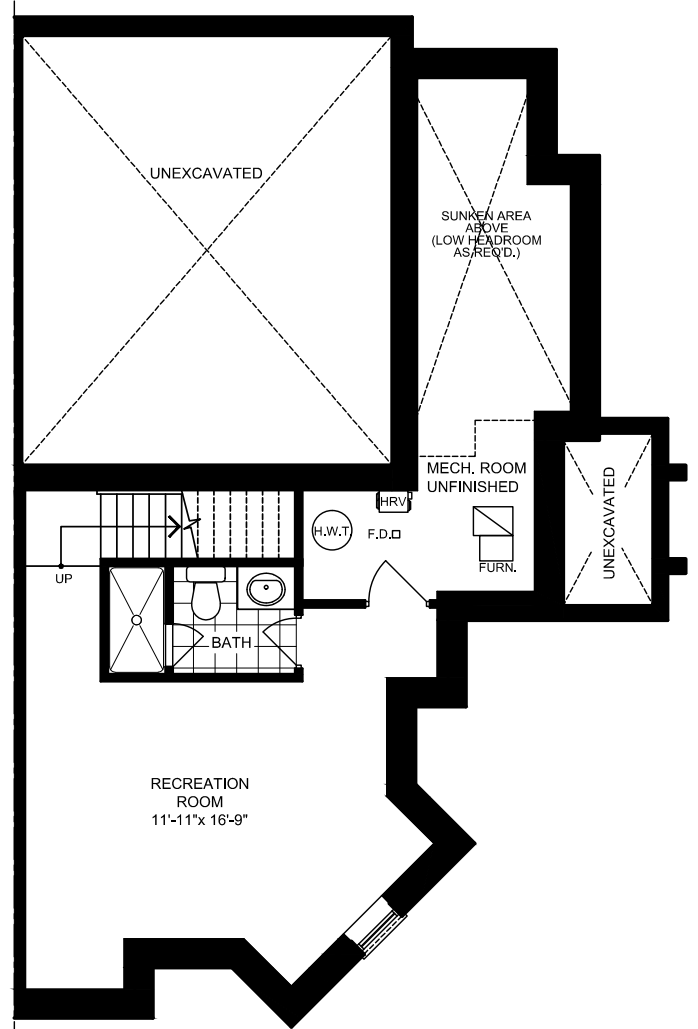 UNEXCAVATED
SUNKEN AREA
ABOVE
(LOW HEADROOM
AS REQ'D.)
MECH. ROOM
UNFINISHED
UNEXCAVATED
HRV
H.W.T.
F.D.
FURN.
UP
BATH
RECREATION
ROOM
11'-11"x 16'-9"